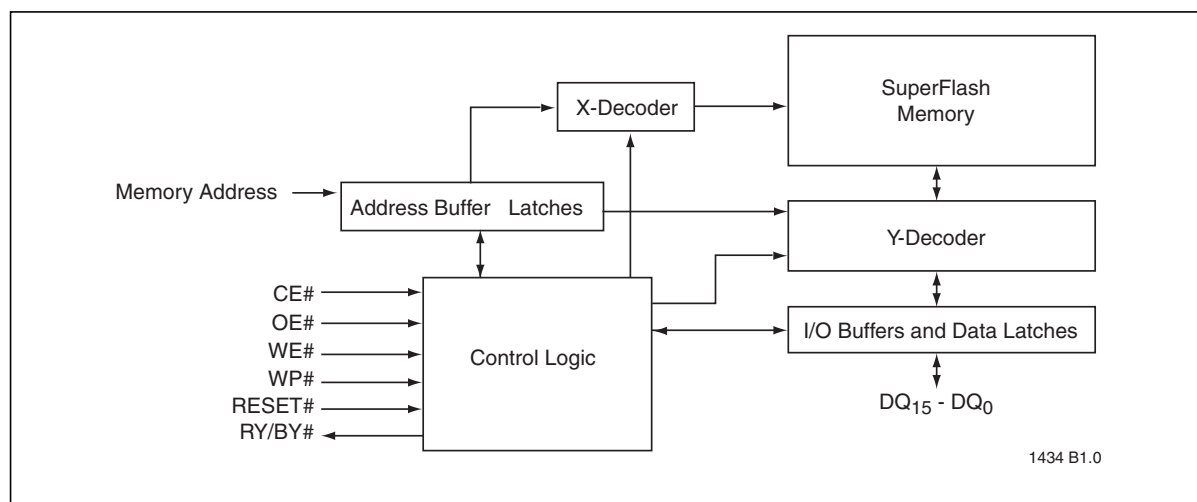 SuperFlash
Memory
X-Decoder
Memory Address
Address Buffer Latches
Y-Decoder
CE#
OE#
WE#
WP#
RESET#
RY/BY#
Control Logic
I/O Buffers and Data Latches
DQ15 - DQ0
1434 B1.0